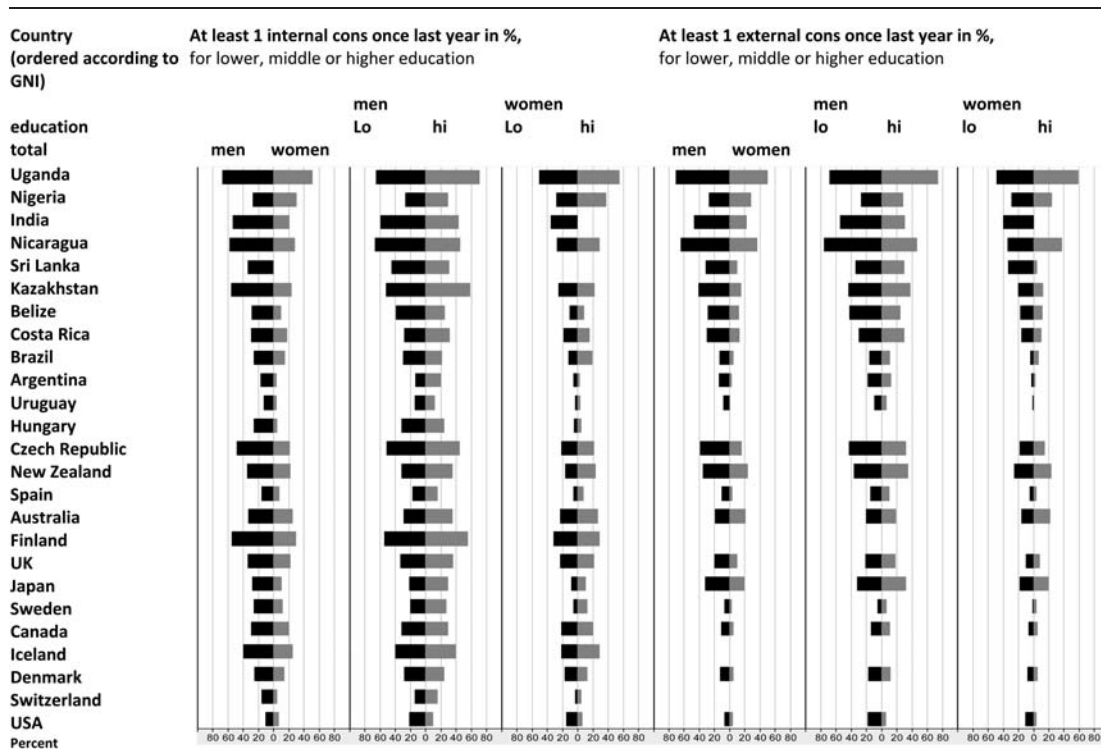 Country At least 1 internal cons once last year in %, At least 1 external cons once last year in %,
(ordered according to for lower, middle or higher education for lower, middle or higher education
GNI)
men women men women
education Lo hi Lo hi lo hi lo hi
total
men women men women
Uganda
Nigeria
India
Nicaragua
Sri Lanka
Kazakhstan
Belize
Costa Rica
Brazil
Argentina
Uruguay
Hungary
Czech Republic
New Zealand
Spain
Australia
Finland
UK
Japan
Sweden
Canada
Iceland
Denmark
Switzerland
USA
80 60 40 20 0 20 40 60 80 80 60 40 20 0 20 40 60 80 80 60 40 20 0 20 40 60 80 80 60 40 20 0 20 40 60 80 80 60 40 20 0 20 40 60 80 80 60 40 20 0 20 40 60 80
Percent